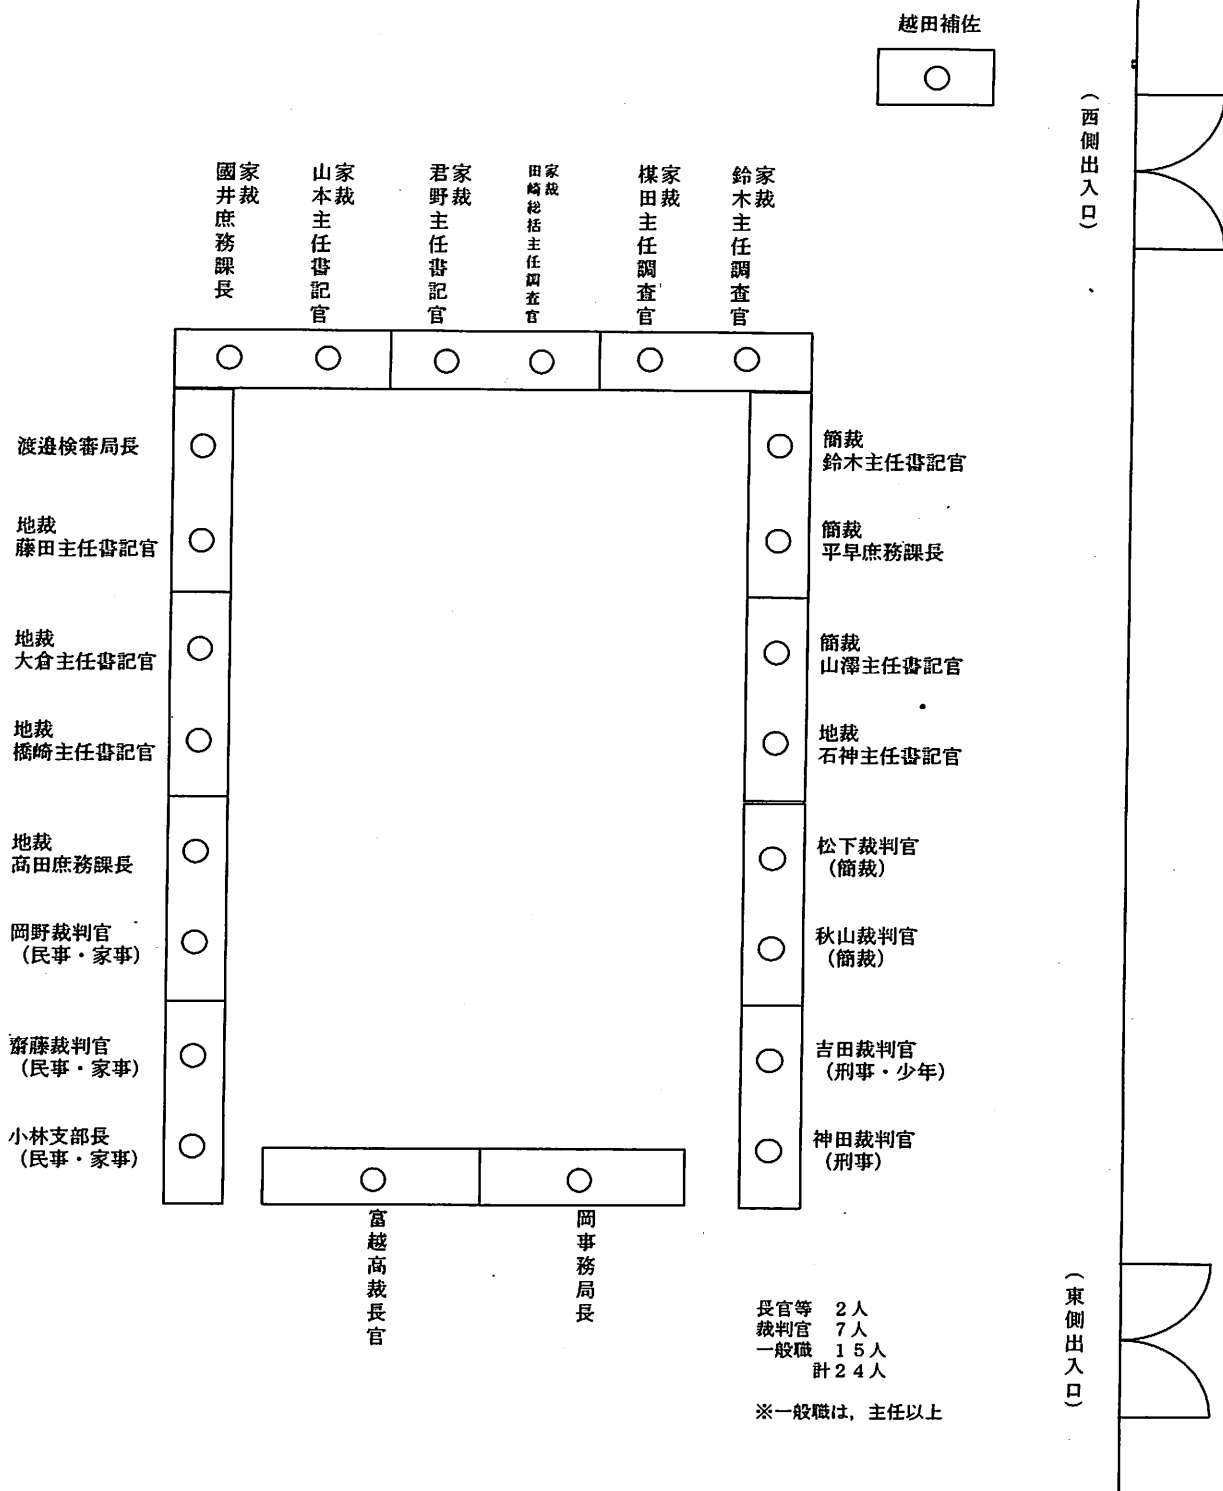 越田補佐
（西側出入口）
家裁
國井庶務課長
家裁
山本主任書記官
家裁
君野主任書記官
家裁
田崎総括主任調査官
家裁
楳田主任調査官
家裁
鈴木主任調査官
渡邉検審局長
地裁
藤田主任書記官
地裁
大倉主任書記官
地裁
橋崎主任書記官
地裁
高田庶務課長
岡野裁判官
（民事・家事）
齋藤裁判官
（民事・家事）
小林支部長
（民事・家事）
簡裁
鈴木主任書記官
簡裁
平早庶務課長
簡裁
山澤主任書記官
地裁
石神主任書記官
松下裁判官
（簡裁）
秋山裁判官
（簡裁）
吉田裁判官
（刑事・少年）
神田裁判官
（刑事）
富越高裁長官
岡事務局長
（東側出入口）
長官等　２人
裁判官　７人
一般職　１５人
計２４人
※一般職は，主任以上